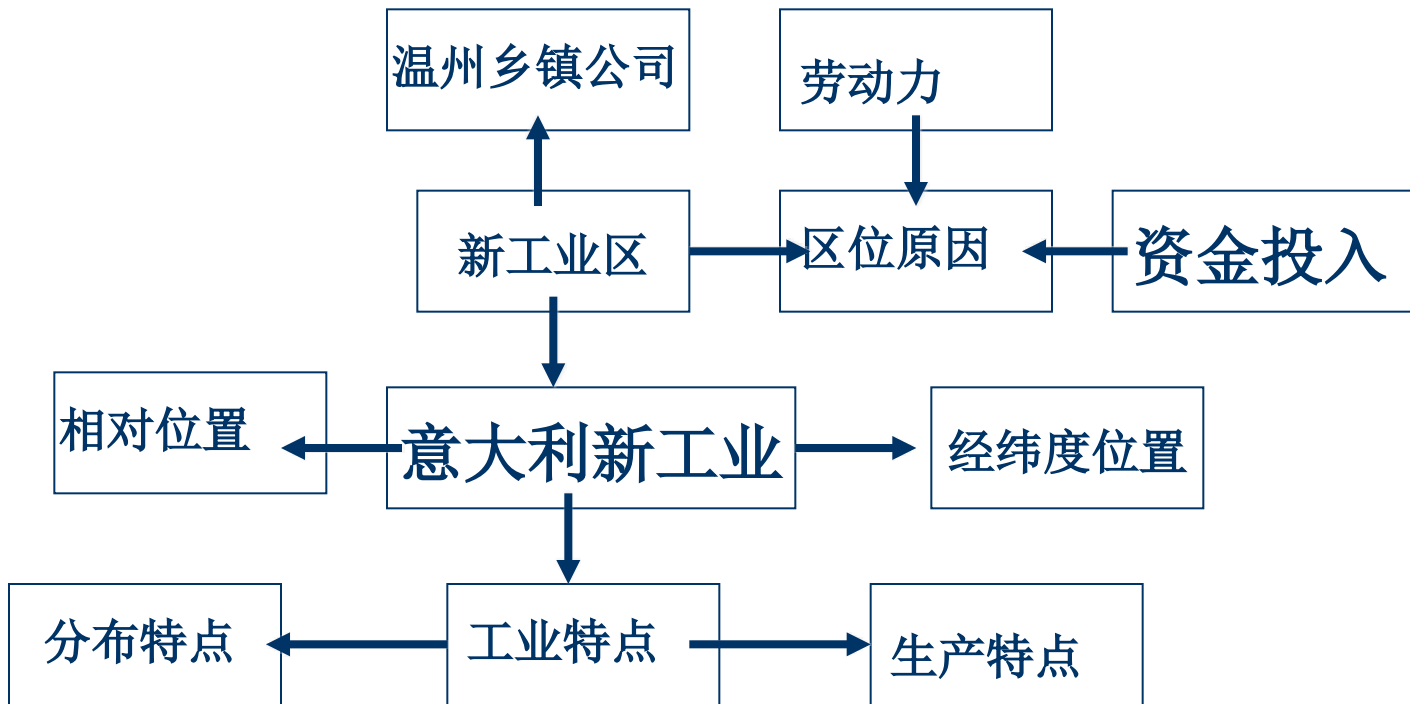 温州乡镇公司
劳动力
新工业区
区位原因
资金投入
相对位置
意大利新工业
经纬度位置
分布特点
工业特点
生产特点